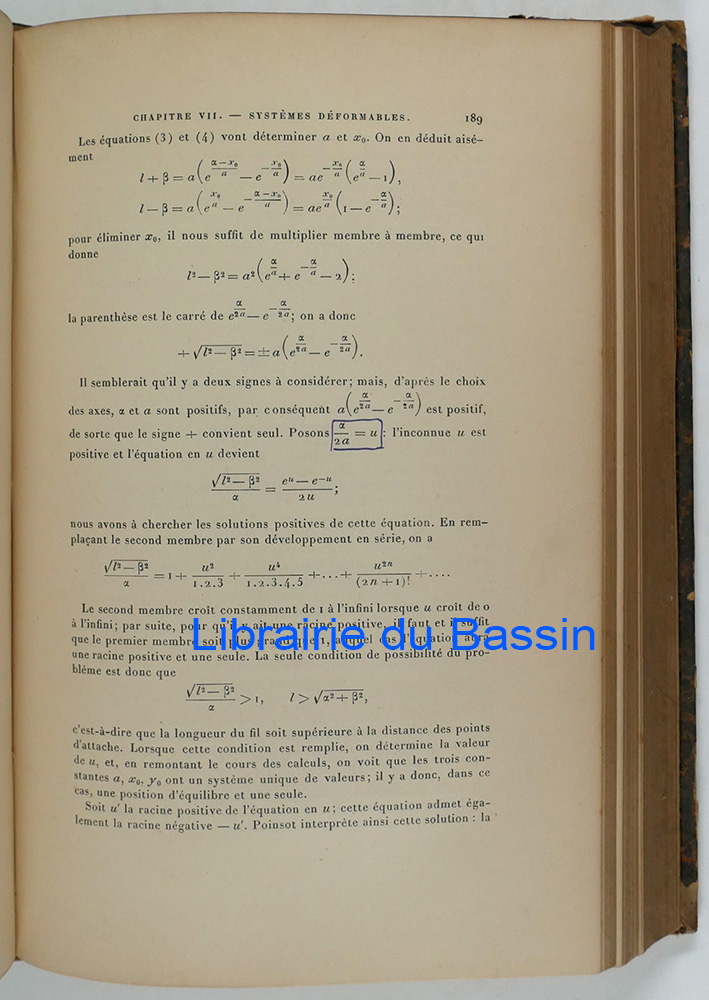 CHAPITRE VII. — SYSTÈMES DÉFORMABLES. 189
Les équations (3) et (4) vont déterminer a et x₀. On en déduit aisé-
ment
l + β = a(e^{(α−x₀)/a} − e^{−x₀/a}) = ae^{−x₀/a}(e^{α/a} − 1),
l − β = a(e^{x₀/a} − e^{−(α−x₀)/a}) = ae^{x₀/a}(1 − e^{−α/a});
pour éliminer x₀, il nous suffit de multiplier membre à membre, ce qui
donne
l² − β² = a²(e^{α/a} + e^{−α/a} − 2);
la parenthèse est le carré de e^{α/2a} — e^{−α/2a}; on a donc
+ √(l² − β²) = ± a(e^{α/2a} − e^{−α/2a}).
Il semblerait qu'il y a deux signes à considérer; mais, d'après le choix
des axes, α et a sont positifs, par conséquent a(e^{α/2a} — e^{−α/2a}) est positif,
de sorte que le signe + convient seul. Posons α/2a = u: l'inconnue u est
positive et l'équation en u devient
√(l² − β²)/α = (e^u − e^{−u})/2u;
nous avons à chercher les solutions positives de cette équation. En rem-
plaçant le second membre par son développement en série, on a
√(l² − β²)/α = 1 + u²/1.2.3 + u⁴/1.2.3.4.5 + ... + u^{2n}/(2n + 1)! + ....
Le second membre croît constamment de 1 à l'infini lorsque u croît de 0
à l'infini; par suite, pour qu'il y ait une racine positive, il faut et il suffit
que le premier membre soit plus grand que 1, auquel cas l'équation aura
une racine positive et une seule. La seule condition de possibilité du pro-
blème est donc que
√(l² − β²)/α > 1, l > √(α² + β²),
c'est-à-dire que la longueur du fil soit supérieure à la distance des points
d'attache. Lorsque cette condition est remplie, on détermine la valeur
de u, et, en remontant le cours des calculs, on voit que les trois con-
stantes a, x₀, y₀ ont un système unique de valeurs; il y a donc, dans ce
cas, une position d'équilibre et une seule.
Soit u' la racine positive de l'équation en u; cette équation admet éga-
lement la racine négative — u'. Poinsot interprète ainsi cette solution : la
Librairie du Bassin